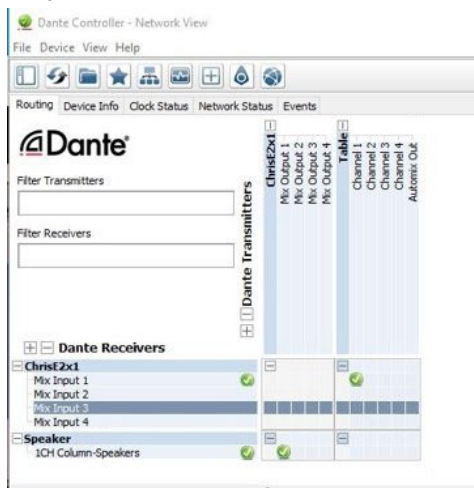 Dante Controller - Network View
File Device View Help
Routing Device Info Clock Status Network Status Events
Dante
Filter Transmitters
Filter Receivers
Dante Transmitters
ChrisE2x1
Mix Output 1
Mix Output 2
Mix Output 3
Mix Output 4
Table
Channel 1
Channel 2
Channel 3
Channel 4
Automix Out
Dante Receivers
ChrisE2x1
Mix Input 1
Mix Input 2
Mix Input 3
Mix Input 4
Speaker
1CH Column-Speakers